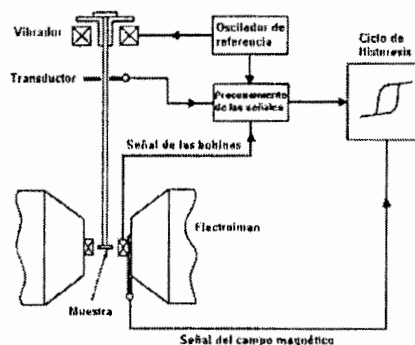 Vibrador
Oscilador de
referencia
Ciclo de
Histeresis
Transductor
Procesamiento
de las señales
Señal de las bobinas
Electroiman
Muestra
Señal del campo magnético